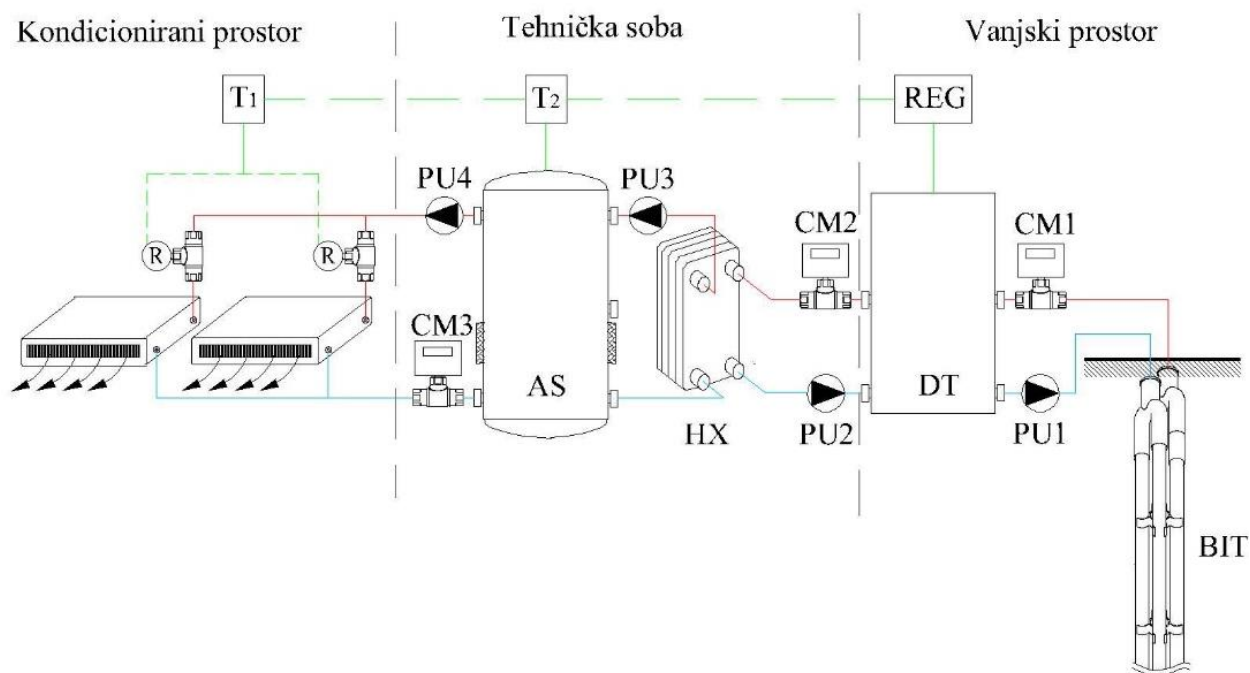 Kondicionirani prostor
Tehnička soba
Vanjski prostor
T1
T2
REG
PU4
PU3
CM2
CM1
R
R
CM3
AS
HX
PU2
DT
PU1
BIT